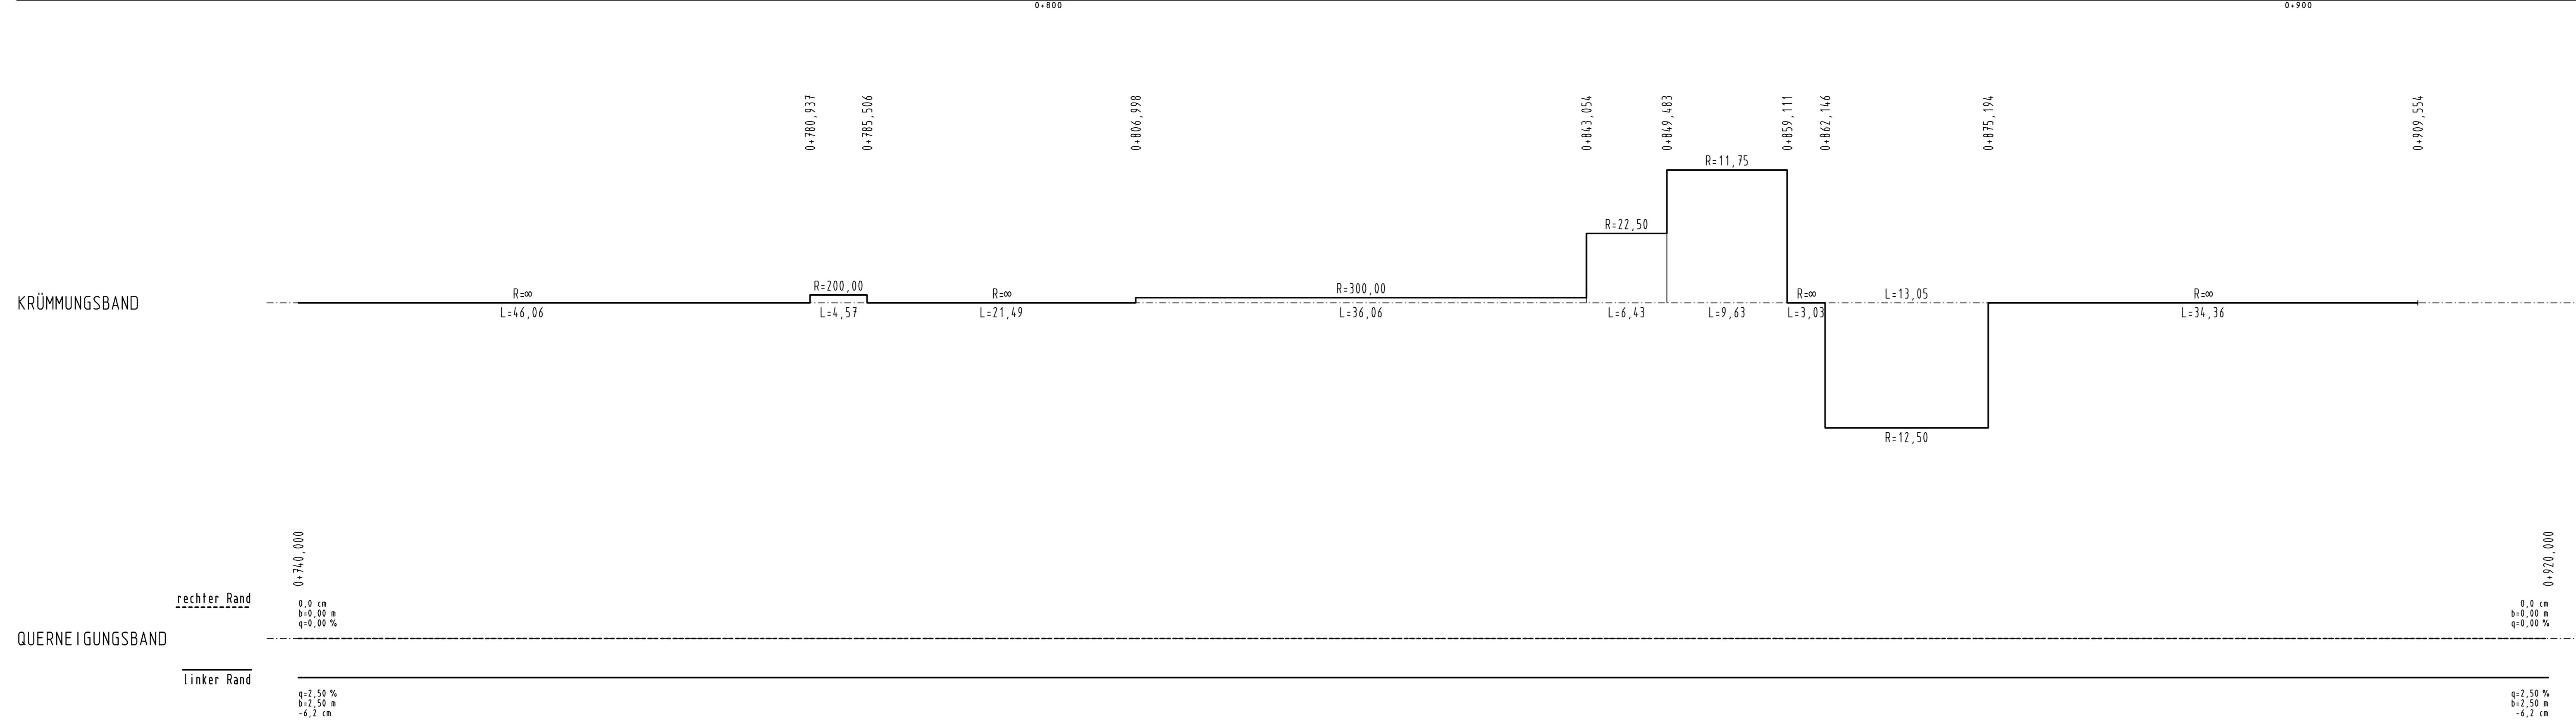 0+800
0+900
0+780,937
0+785,506
0+806,998
0+843,054
0+849,483
0+859,111
0+862,146
0+875,194
0+909,554
R=11,75
R=22,50
R=200,00
R=300,00
R=∞
R=∞
R=∞
L=13,05
R=∞
KRÜMMUNGSBAND
L=46,06
L=4,57
L=21,49
L=36,06
L=6,43
L=9,63
L=3,03
L=34,36
R=12,50
0+740,000
0+920,000
rechter Rand
0,0 cm
b=0,00 m
q=0,00 %
0,0 cm
b=0,00 m
q=0,00 %
QUERNEIGUNGSBAND
linker Rand
q=2,50 %
b=2,50 m
-6,2 cm
q=2,50 %
b=2,50 m
-6,2 cm